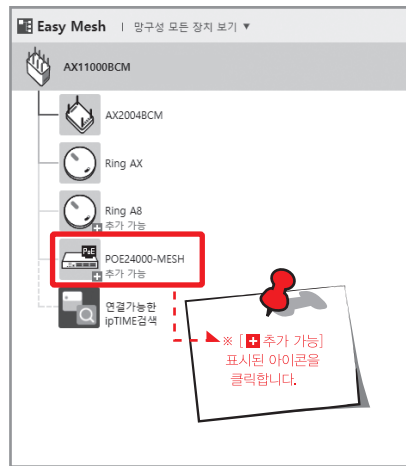 Easy Mesh | 망구성 모든 장치 보기 ▼
AX11000BCM
AX2004BCM
Ring AX
Ring A8
추가 가능
PoE
POE24000-MESH
추가 가능
연결가능한
ipTIME검색
※ [+ 추가 가능]
표시된 아이콘을
클릭합니다.